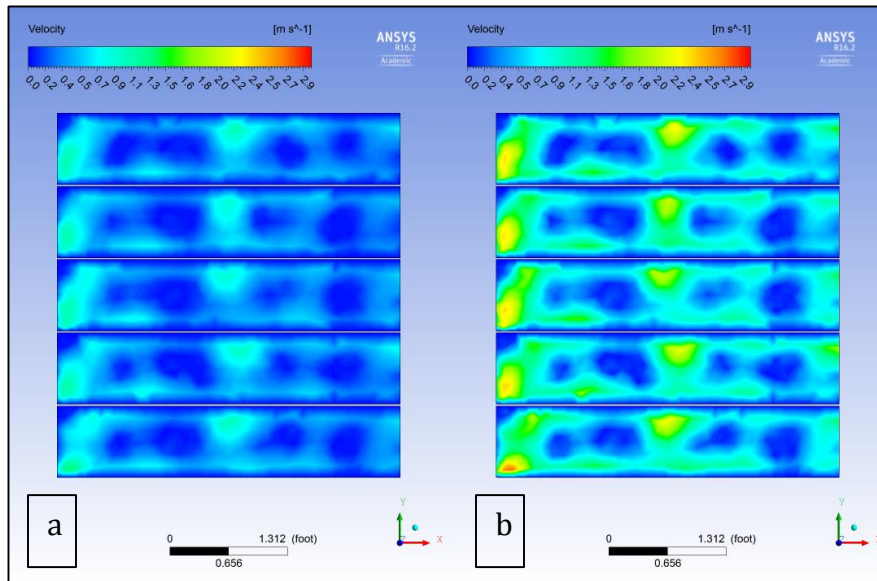 Velocity [m s^-1]
0.0 0.2 0.4 0.5 0.7 0.9 1.1 1.3 1.5 1.6 1.8 2.0 2.2 2.4 2.5 2.7 2.9
ANSYS
R16.2
Academic
a
Y
X
Z
0 1.312 (foot)
0.656
Velocity [m s^-1]
0.0 0.2 0.4 0.5 0.7 0.9 1.1 1.3 1.5 1.6 1.8 2.0 2.2 2.4 2.5 2.7 2.9
ANSYS
R16.2
Academic
b
Y
Z
0 1.312 (foot)
0.656